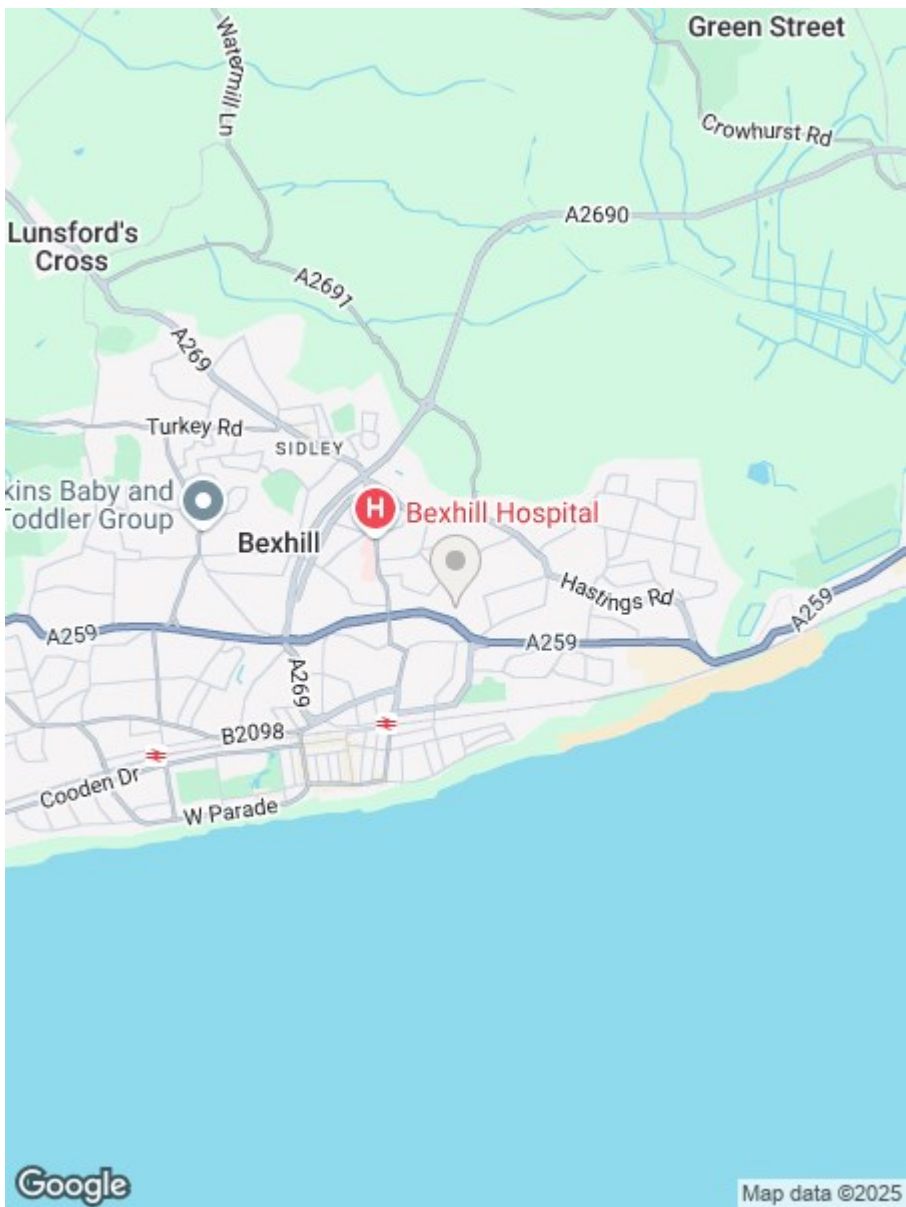 Green Street
Watermill Ln
Crowhurst Rd
A2690
Lunsford's
Cross
A2691
A269
Turkey Rd
SIDLEY
kins Baby and
Toddler Group
H
Bexhill Hospital
Bexhill
Hastings Rd
A259
A259
A259
A269
B2098
Cooden Dr
W Parade
Google
Map data ©2025